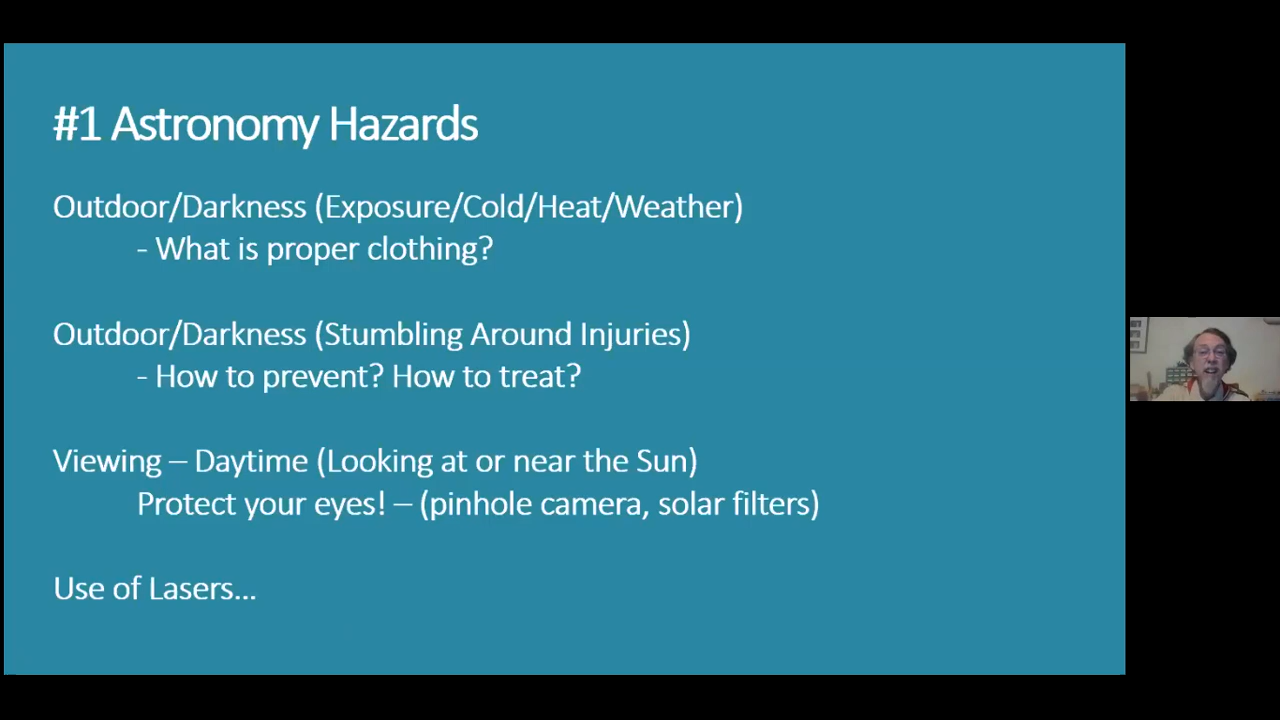 #1 Astronomy Hazards
Outdoor/Darkness (Exposure/Cold/Heat/Weather)
- What is proper clothing?
Outdoor/Darkness (Stumbling Around Injuries)
- How to prevent? How to treat?
Viewing – Daytime (Looking at or near the Sun)
Protect your eyes! – (pinhole camera, solar filters)
Use of Lasers...